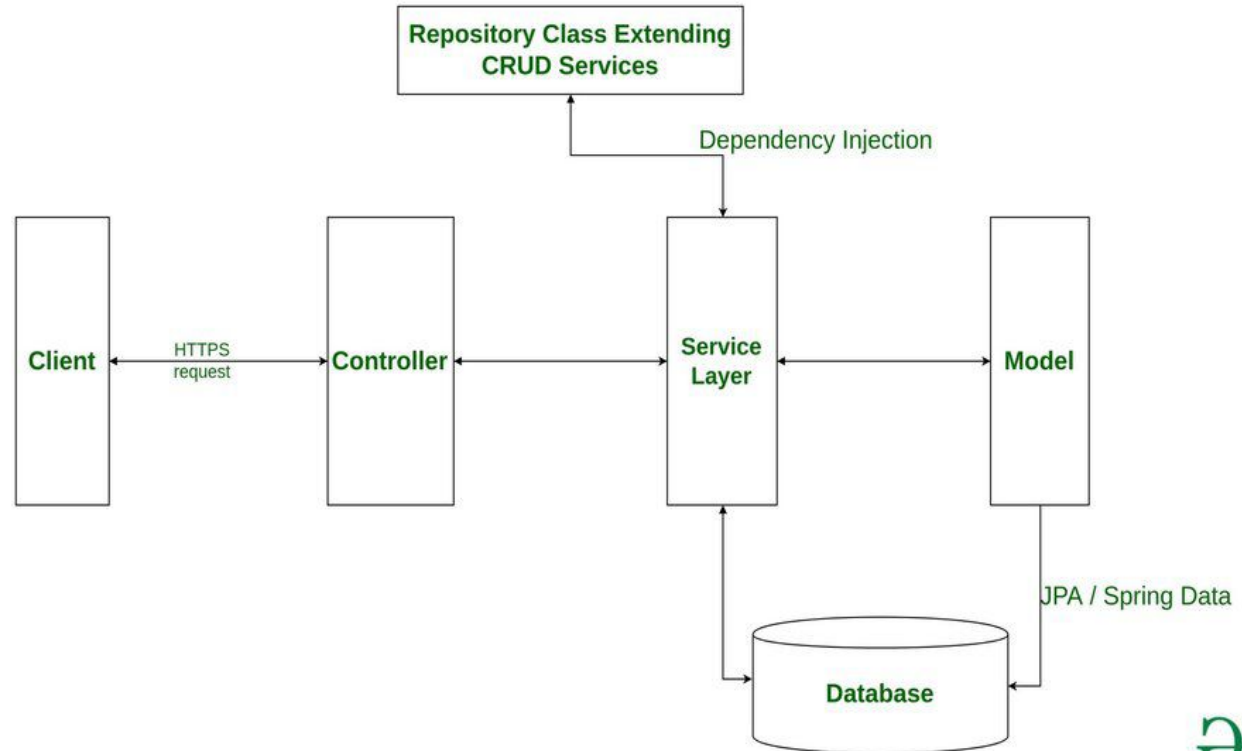 Repository Class Extending
CRUD Services
Dependency Injection
Client
HTTPS
request
Controller
Service
Layer
Model
JPA / Spring Data
Database